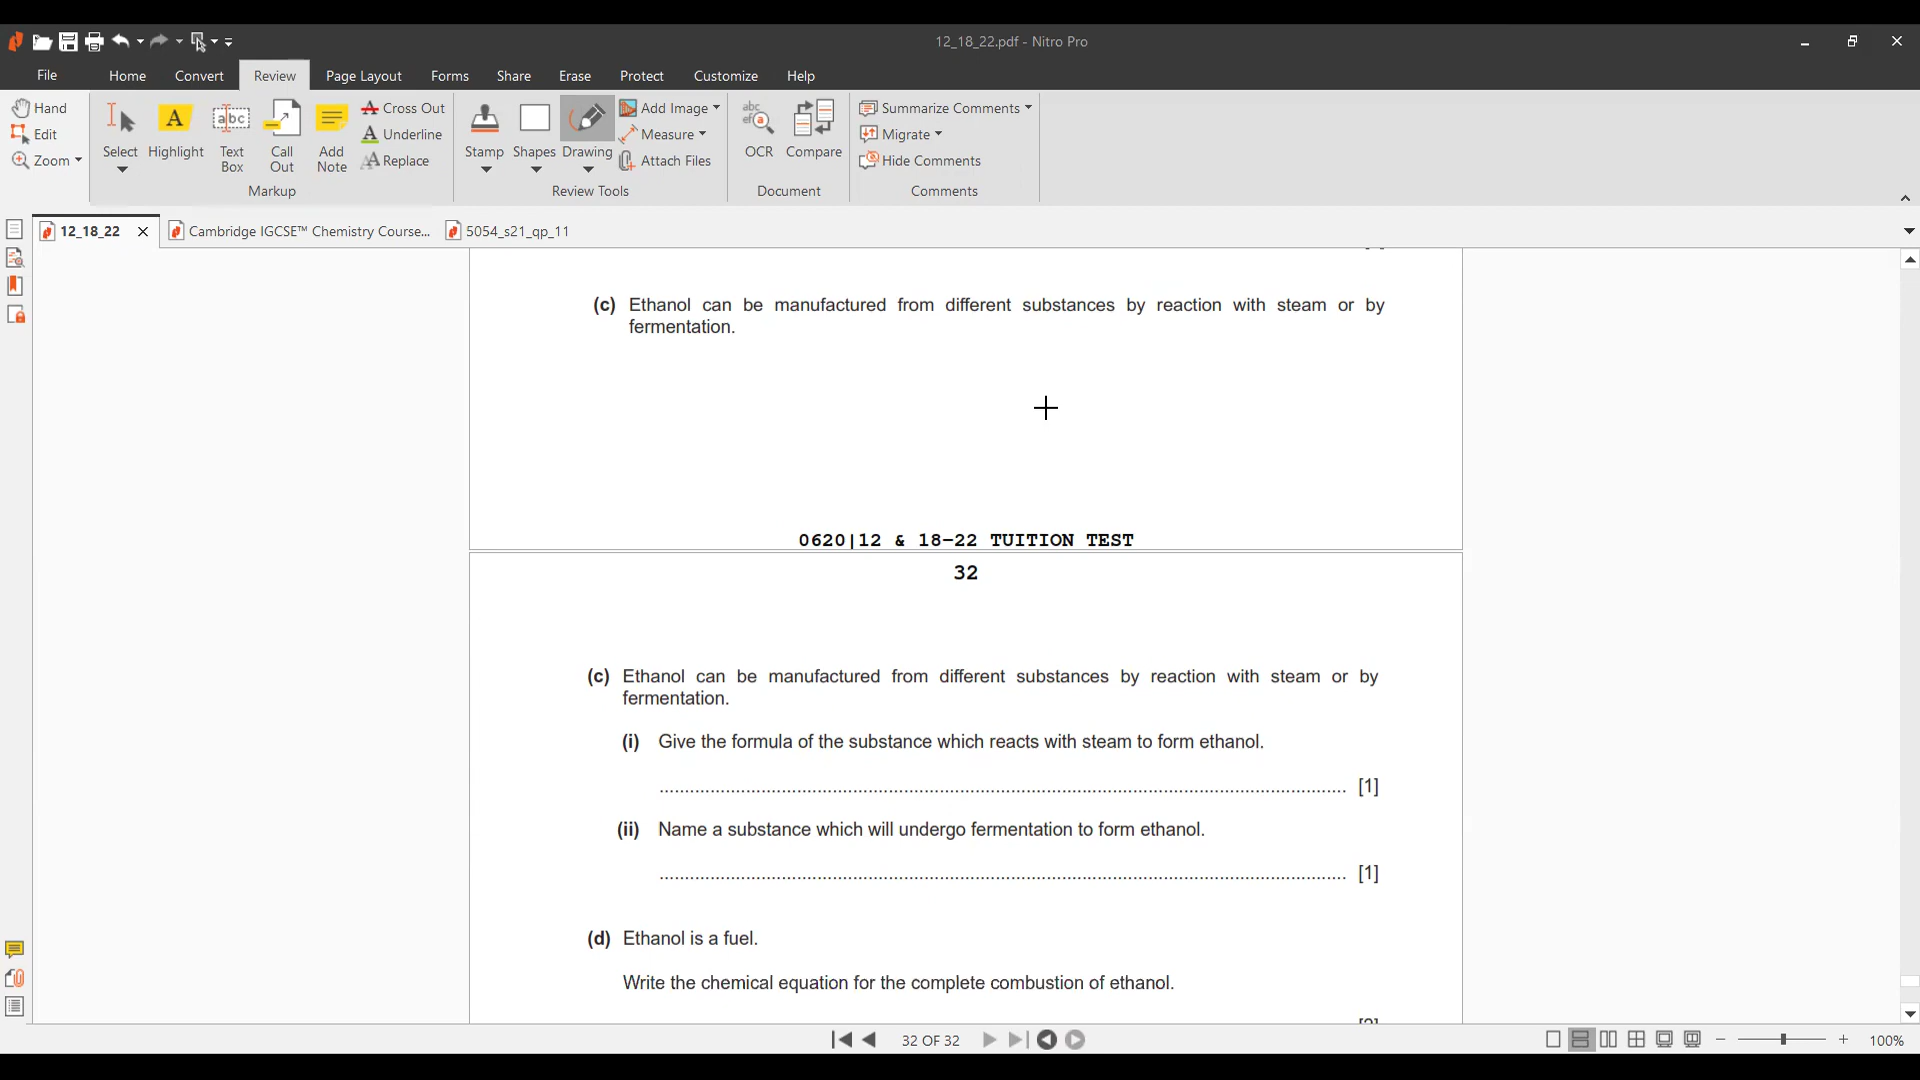 12_18_22.pdf - Nitro Pro
File Home Convert Review Page Layout Forms Share Erase Protect Customize Help
Hand
Edit
Zoom
Select
Highlight
Text Box
Call Out
Add Note
Cross Out
Underline
Replace
Markup
Stamp
Shapes
Drawing
Add Image
Measure
Attach Files
Review Tools
OCR
Compare
Document
Summarize Comments
Migrate
Hide Comments
Comments
12_18_22 Cambridge IGCSE™ Chemistry Course... 5054_s21_qp_11
(c) Ethanol can be manufactured from different substances by reaction with steam or by
fermentation.
0620|12 & 18-22 TUITION TEST
32
(c) Ethanol can be manufactured from different substances by reaction with steam or by
fermentation.
(i) Give the formula of the substance which reacts with steam to form ethanol.
[1]
(ii) Name a substance which will undergo fermentation to form ethanol.
[1]
(d) Ethanol is a fuel.
Write the chemical equation for the complete combustion of ethanol.
32 OF 32
100%